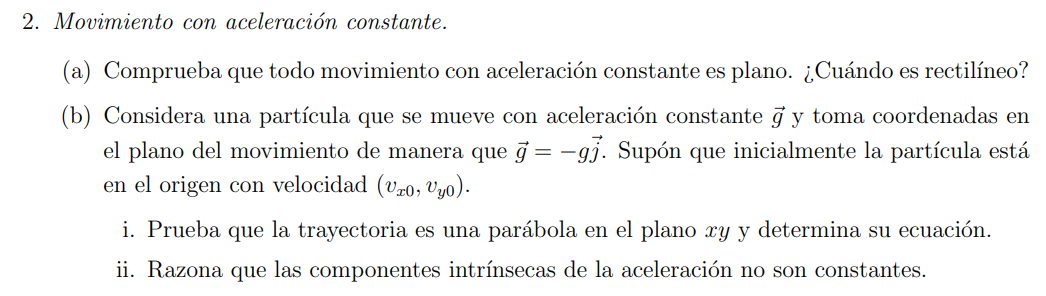 2. Movimiento con aceleración constante.
(a) Comprueba que todo movimiento con aceleración constante es plano. ¿Cuándo es rectilíneo?
(b) Considera una partícula que se mueve con aceleración constante $\vec{g}$ y toma coordenadas en
el plano del movimiento de manera que $\vec{g} = -g\vec{j}$. Supón que inicialmente la partícula está
en el origen con velocidad $(v_{x0}, v_{y0})$.
i. Prueba que la trayectoria es una parábola en el plano $xy$ y determina su ecuación.
ii. Razona que las componentes intrínsecas de la aceleración no son constantes.